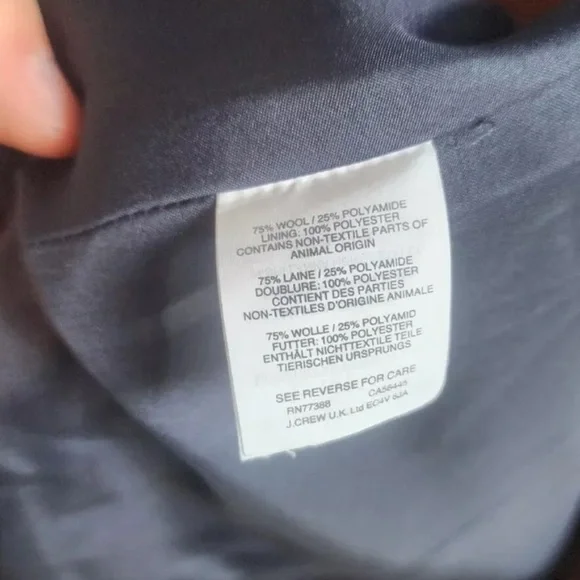 75% WOOL / 25% POLYAMIDE
LINING: 100% POLYESTER
CONTAINS NON-TEXTILE PARTS OF
ANIMAL ORIGIN
75% LAINE / 25% POLYAMIDE
DOUBLURE: 100% POLYESTER
CONTIENT DES PARTIES
NON-TEXTILES D'ORIGINE ANIMALE
75% WOLLE / 25% POLYAMID
FUTTER: 100% POLYESTER
ENTHÄLT NICHTTEXTILE TEILE
TIERISCHEN URSPRUNGS
SEE REVERSE FOR CARE
RN77388 CA56445
J.CREW U.K. Ltd EC4V